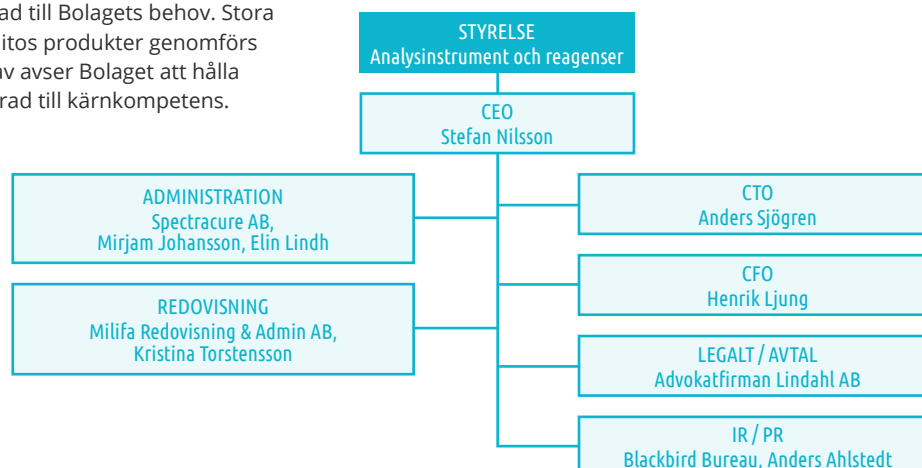 ad till Bolagets behov. Stora
itos produkter genomförs
av avser Bolaget att hålla
rad till kärnkompetens.
STYRELSE
Analysinstrument och reagenser
CEO
Stefan Nilsson
ADMINISTRATION
Spectracure AB,
Mirjam Johansson, Elin Lindh
REDOVISNING
Milifa Redovisning & Admin AB,
Kristina Torstensson
CTO
Anders Sjögren
CFO
Henrik Ljung
LEGALT / AVTAL
Advokatfirman Lindahl AB
IR / PR
Blackbird Bureau, Anders Ahlstedt